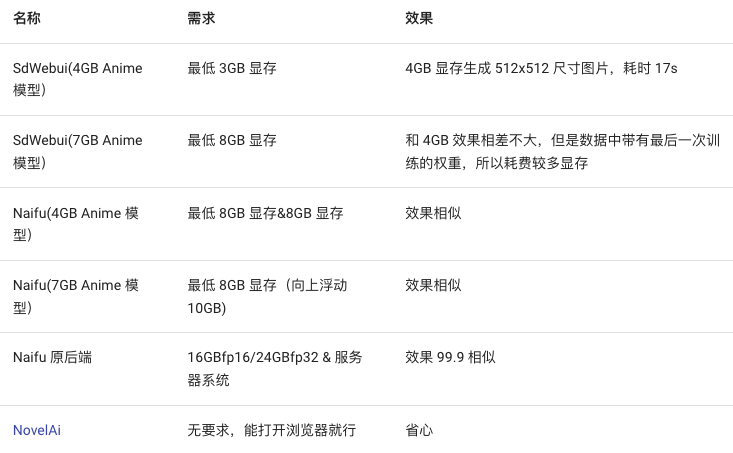 名称 需求 效果
SdWebui(4GB Anime 最低 3GB 显存 4GB 显存生成 512x512 尺寸图片，耗时 17s
模型）
SdWebui(7GB Anime 最低 8GB 显存 和 4GB 效果相差不大，但是数据中带有最后一次训
模型） 练的权重，所以耗费较多显存
Naifu(4GB Anime 模 最低 8GB 显存&8GB 显存 效果相似
型）
Naifu(7GB Anime 模 最低 8GB 显存（向上浮动 效果相似
型） 10GB)
Naifu 原后端 16GBfp16/24GBfp32 & 服务 效果 99.9 相似
器系统
NovelAi 无要求，能打开浏览器就行 省心